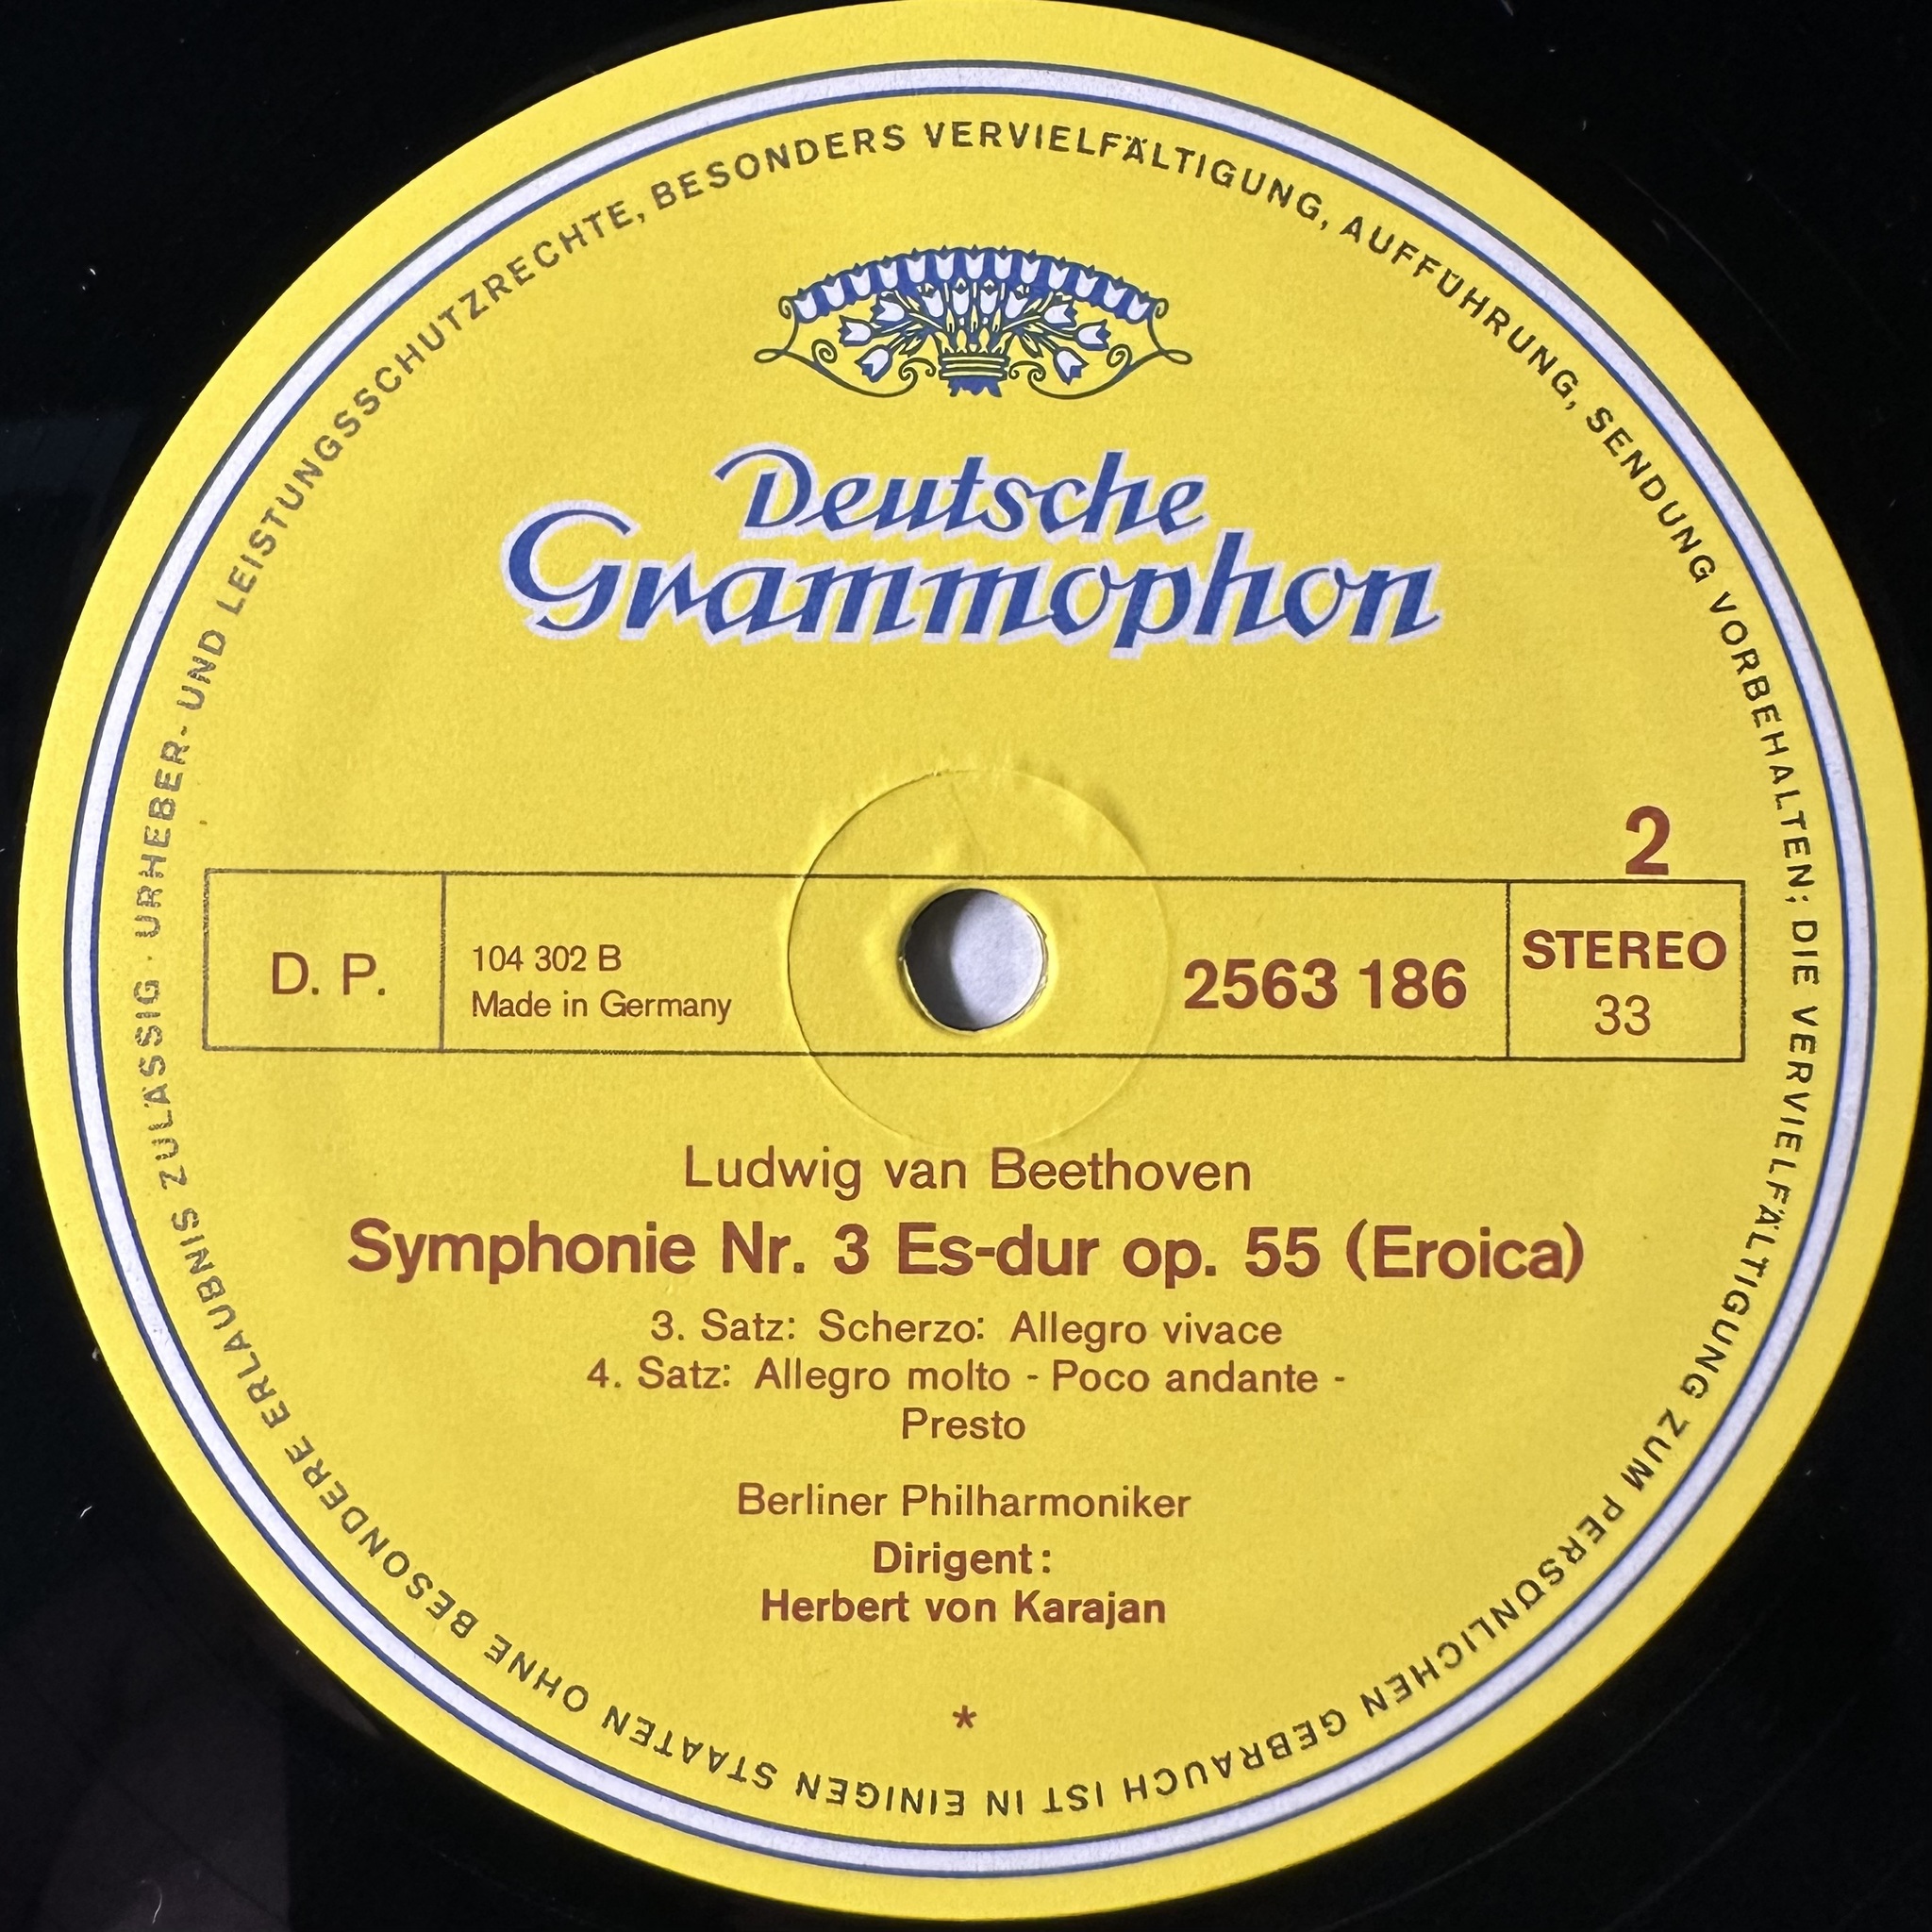 URHEBER- UND LEISTUNGSSCHUTZRECHTE, BESONDERS VERVIELFÄLTIGUNG, AUFFÜHRUNG, SENDUNG VORBEHALTEN; DIE VERVIELFÄLTIGUNG ZUM PERSÖNLICHEN GEBRAUCH IST IN EINIGEN STAATEN OHNE BESONDERE ERLAUBNIS ZULÄSSIG ·
Deutsche
Grammophon
2
D. P.
104 302 B
Made in Germany
2563 186
STEREO
33
Ludwig van Beethoven
Symphonie Nr. 3 Es-dur op. 55 (Eroica)
3. Satz: Scherzo: Allegro vivace
4. Satz: Allegro molto - Poco andante -
Presto
Berliner Philharmoniker
Dirigent:
Herbert von Karajan
*